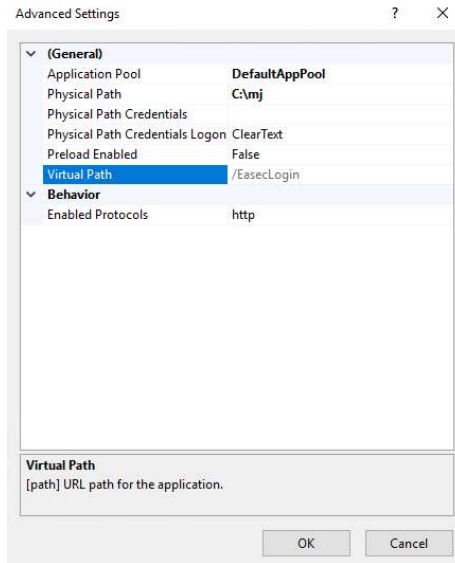 Advanced Settings ? ×
(General)
Application Pool DefaultAppPool
Physical Path C:\mj
Physical Path Credentials
Physical Path Credentials Logon ClearText
Preload Enabled False
Virtual Path /EasecLogin
Behavior
Enabled Protocols http
Virtual Path
[path] URL path for the application.
OK Cancel